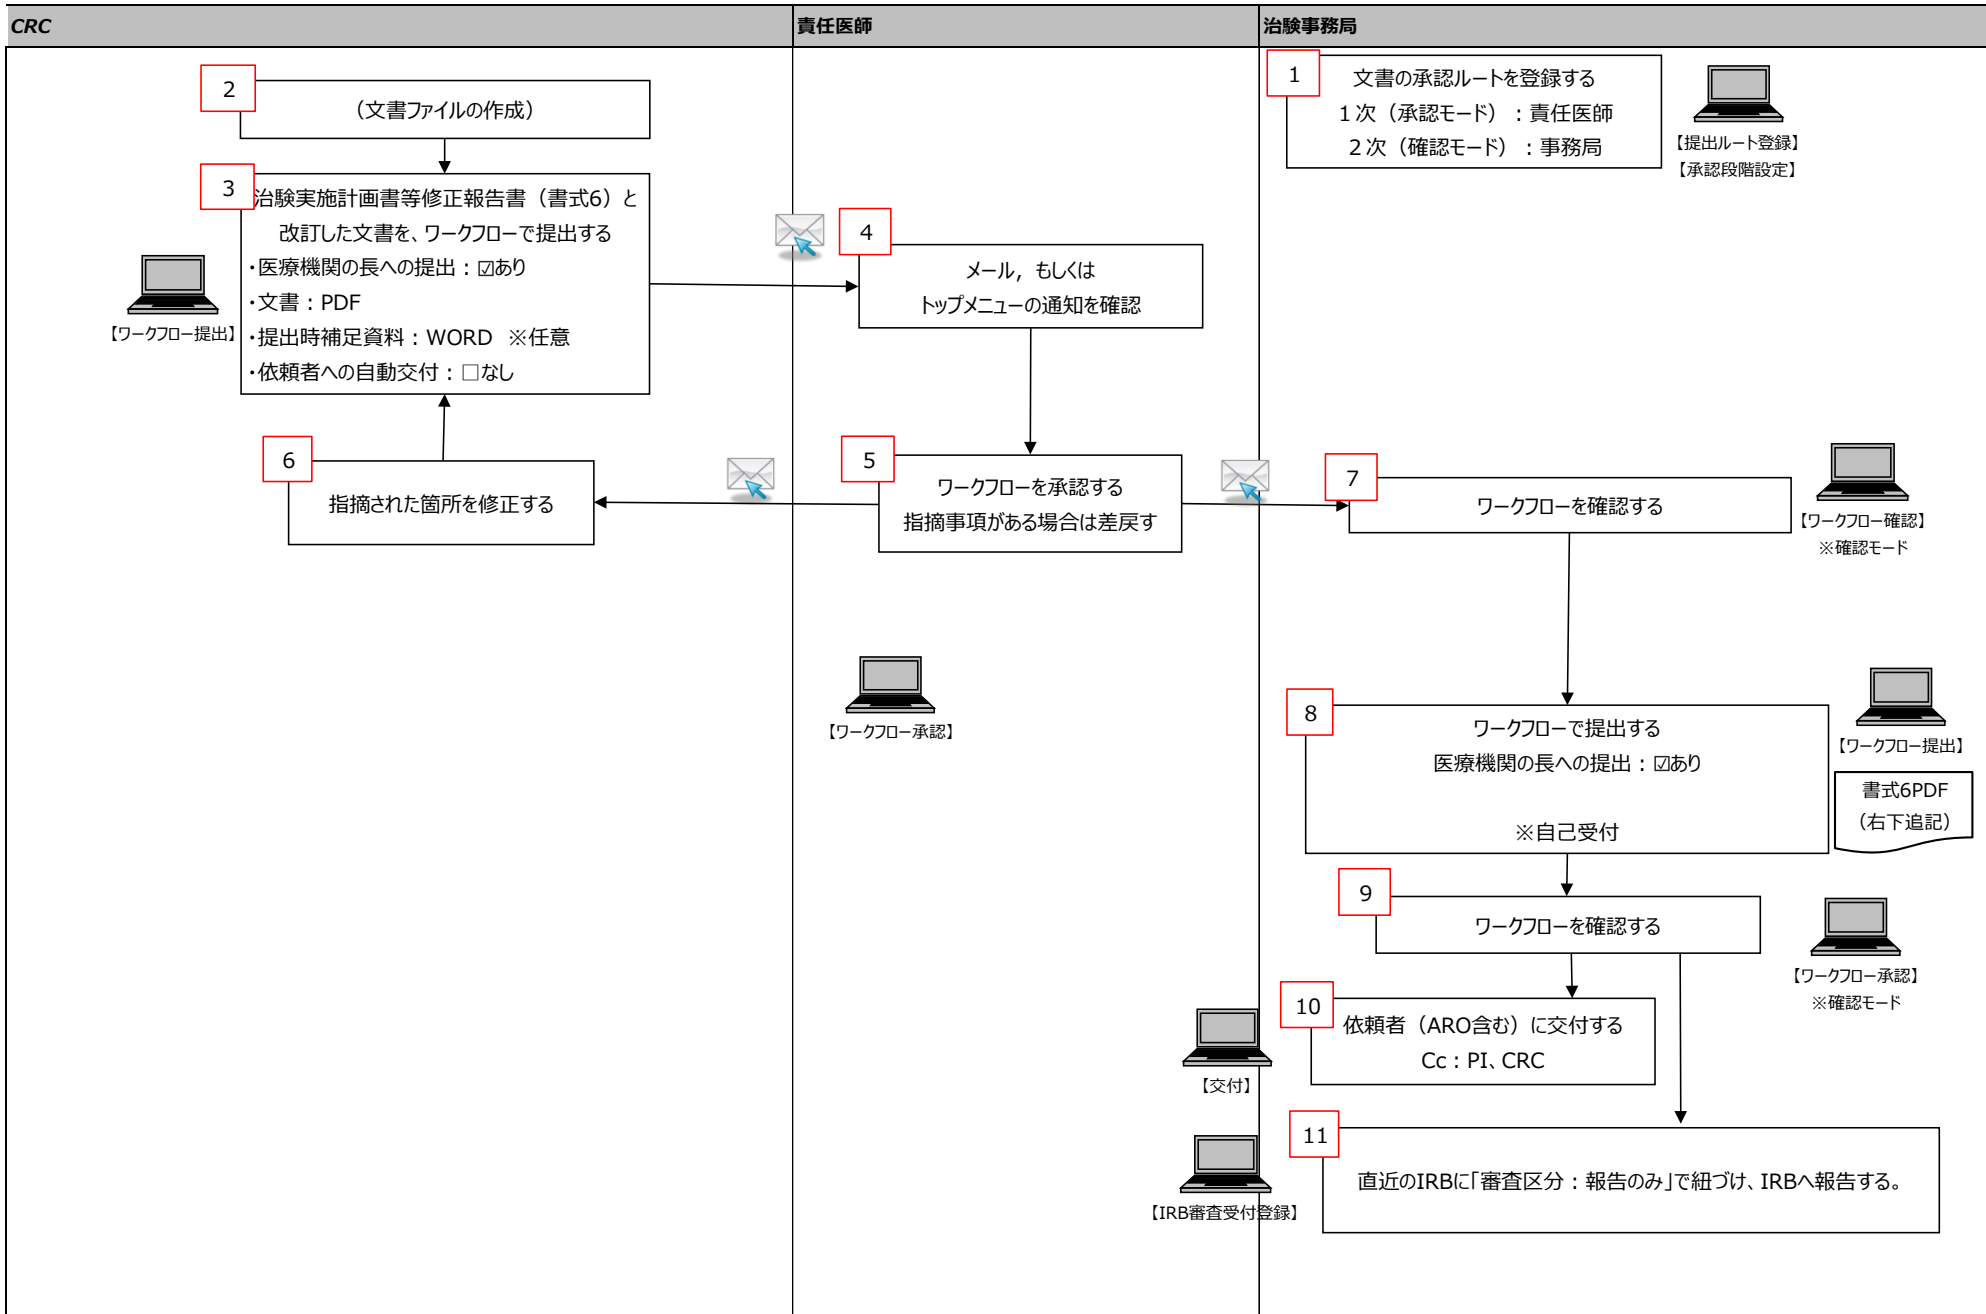 CRC
責任医師
治験事務局
1
文書の承認ルートを登録する
1次（承認モード）：責任医師
2次（確認モード）：事務局
【提出ルート登録】
【承認段階設定】
2
（文書ファイルの作成）
3
治験実施計画書等修正報告書（書式6）と
改訂した文書を、ワークフローで提出する
・医療機関の長への提出：☑あり
・文書：PDF
・提出時補足資料：WORD　※任意
・依頼者への自動交付：□なし
【ワークフロー提出】
4
メール，もしくは
トップメニューの通知を確認
5
ワークフローを承認する
指摘事項がある場合は差戻す
6
指摘された箇所を修正する
7
ワークフローを確認する
【ワークフロー確認】
※確認モード
【ワークフロー承認】
8
ワークフローで提出する
医療機関の長への提出：☑あり
※自己受付
【ワークフロー提出】
書式6PDF
（右下追記）
9
ワークフローを確認する
【ワークフロー承認】
※確認モード
10
依頼者（ARO含む）に交付する
Cc：PI、CRC
【交付】
11
直近のIRBに「審査区分：報告のみ」で紐づけ、IRBへ報告する。
【IRB審査受付登録】